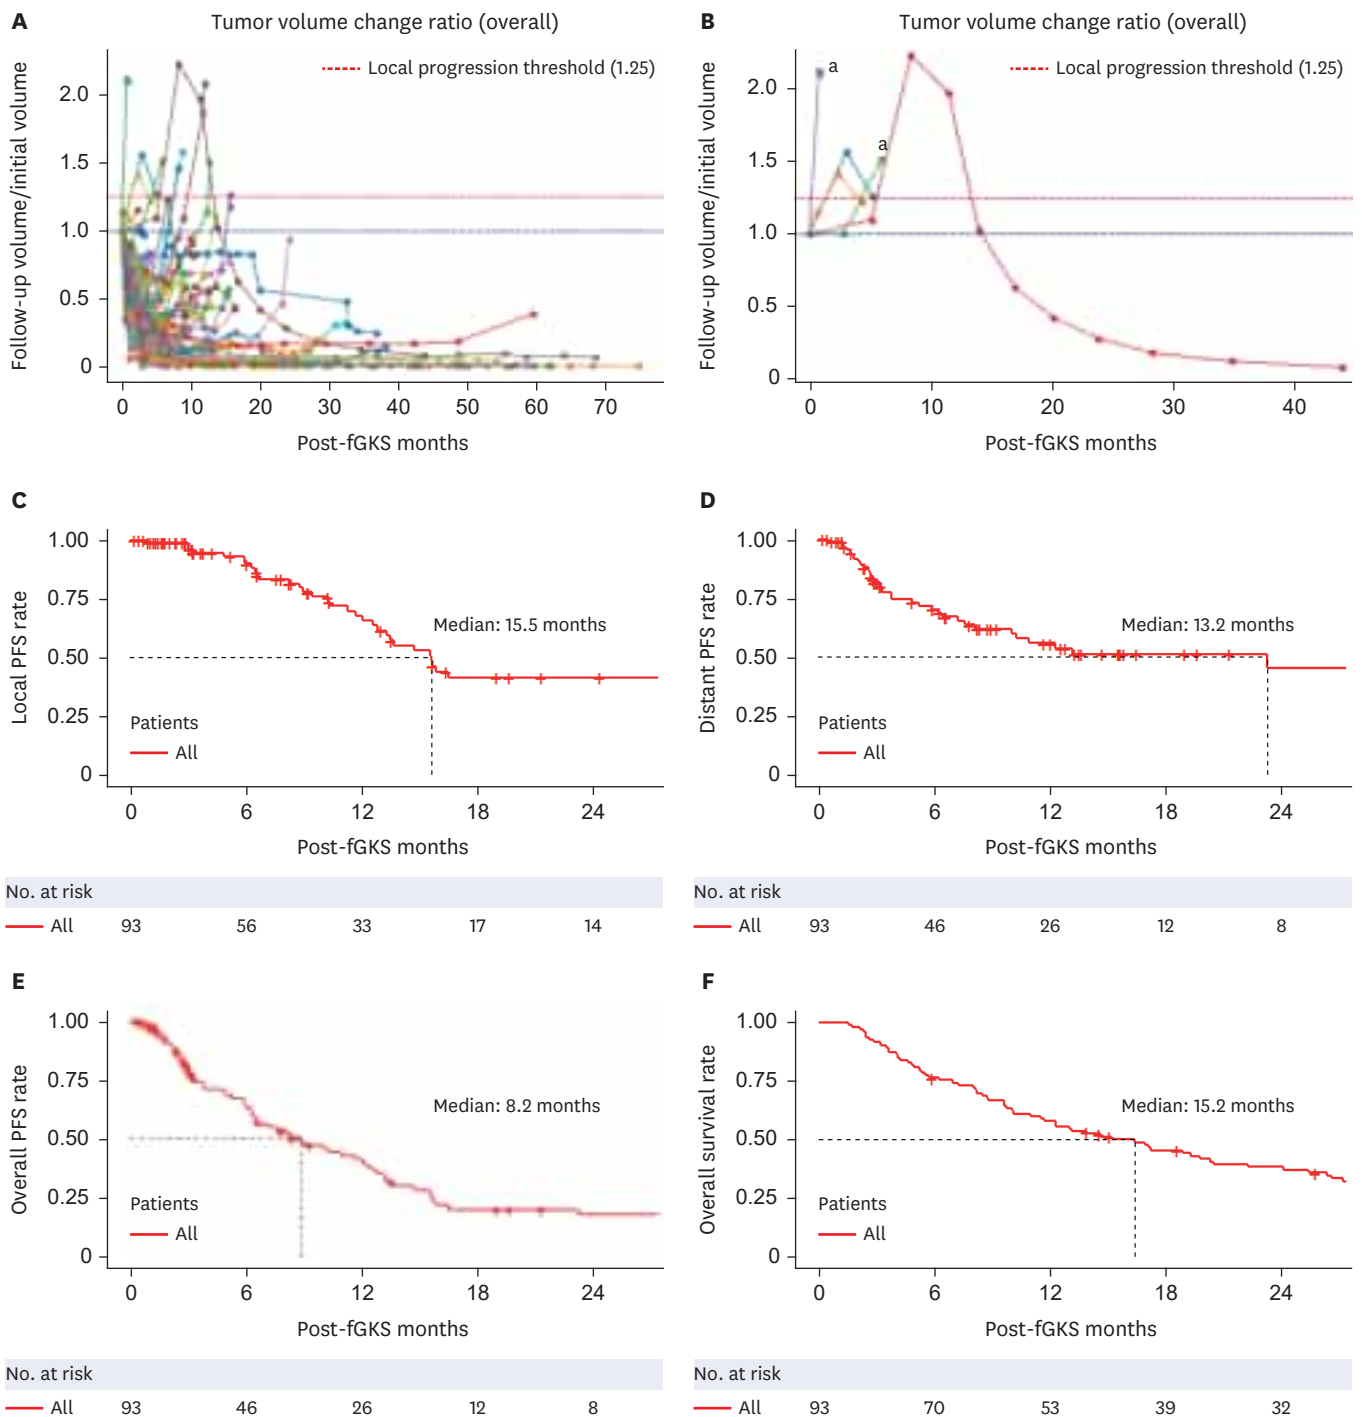 A
Tumor volume change ratio (overall)
Local progression threshold (1.25)
Follow-up volume/initial volume
2.0
1.5
1.0
0.5
0
0 10 20 30 40 50 60 70
Post-fGKS months
B
Tumor volume change ratio (overall)
Local progression threshold (1.25)
a
a
Follow-up volume/initial volume
2.0
1.5
1.0
0.5
0
0 10 20 30 40
Post-fGKS months
C
Local PFS rate
1.00
0.75
0.50
0.25
0
Median: 15.5 months
Patients
All
0 6 12 18 24
Post-fGKS months
No. at risk
All 93 56 33 17 14
D
Distant PFS rate
1.00
0.75
0.50
0.25
0
Median: 13.2 months
Patients
All
0 6 12 18 24
Post-fGKS months
No. at risk
All 93 46 26 12 8
E
Overall PFS rate
1.00
0.75
0.50
0.25
0
Median: 8.2 months
Patients
All
0 6 12 18 24
Post-fGKS months
No. at risk
All 93 46 26 12 8
F
Overall survival rate
1.00
0.75
0.50
0.25
0
Median: 15.2 months
Patients
All
0 6 12 18 24
Post-fGKS months
No. at risk
All 93 70 53 39 32